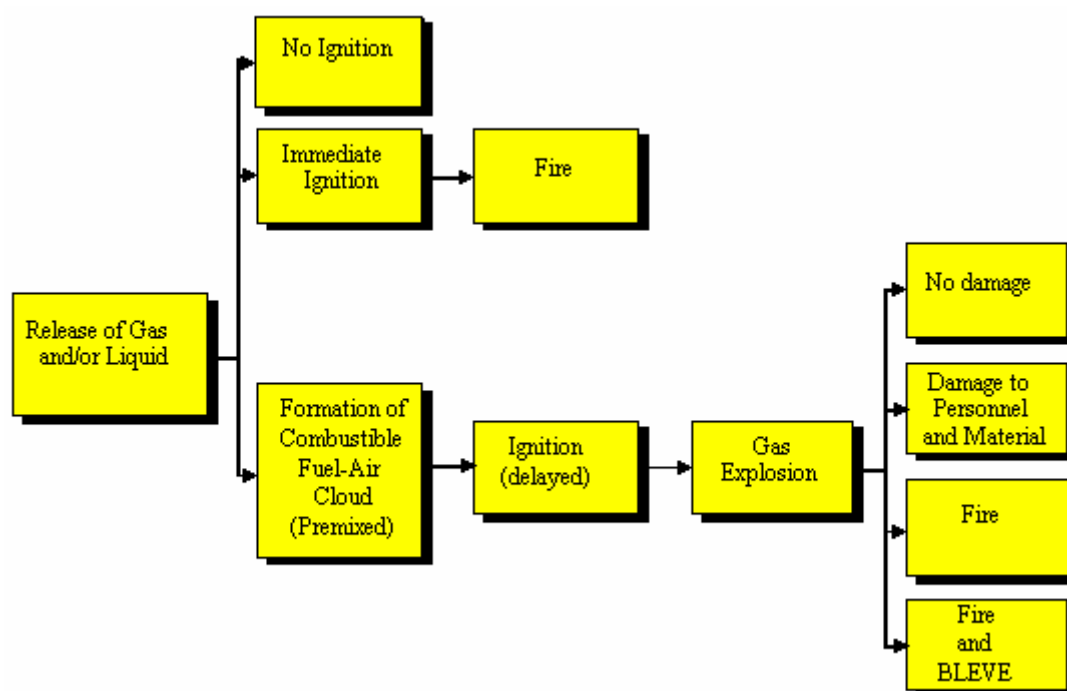 No Ignition
Immediate
Ignition
Fire
Release of Gas
and/or Liquid
Formation of
Combustible
Fuel-Air
Cloud
(Premixed)
Ignition
(delayed)
Gas
Explosion
No damage
Damage to
Personnel
and Material
Fire
Fire
and
BLEVE